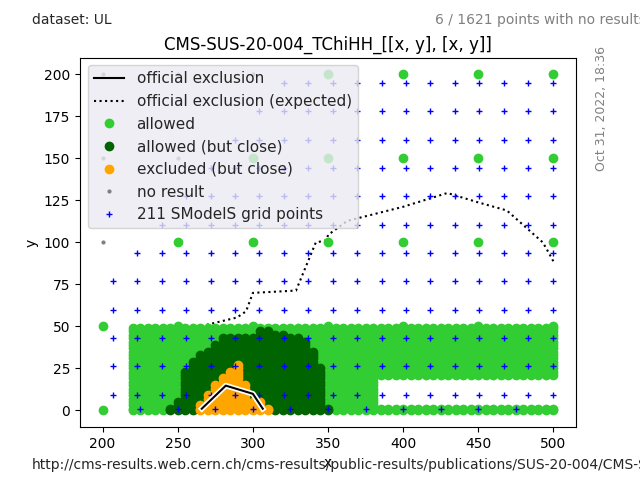 dataset: UL
6 / 1621 points with no results
CMS-SUS-20-004_TChiHH_[[x, y], [x, y]]
official exclusion
official exclusion (expected)
allowed
allowed (but close)
excluded (but close)
no result
211 SModelS grid points
200
175
150
125
100
75
50
25
0
y
200
250
300
350
400
450
500
x
Oct 31, 2022, 18:36
http://cms-results.web.cern.ch/cms-results/public-results/publications/SUS-20-004/CMS-S